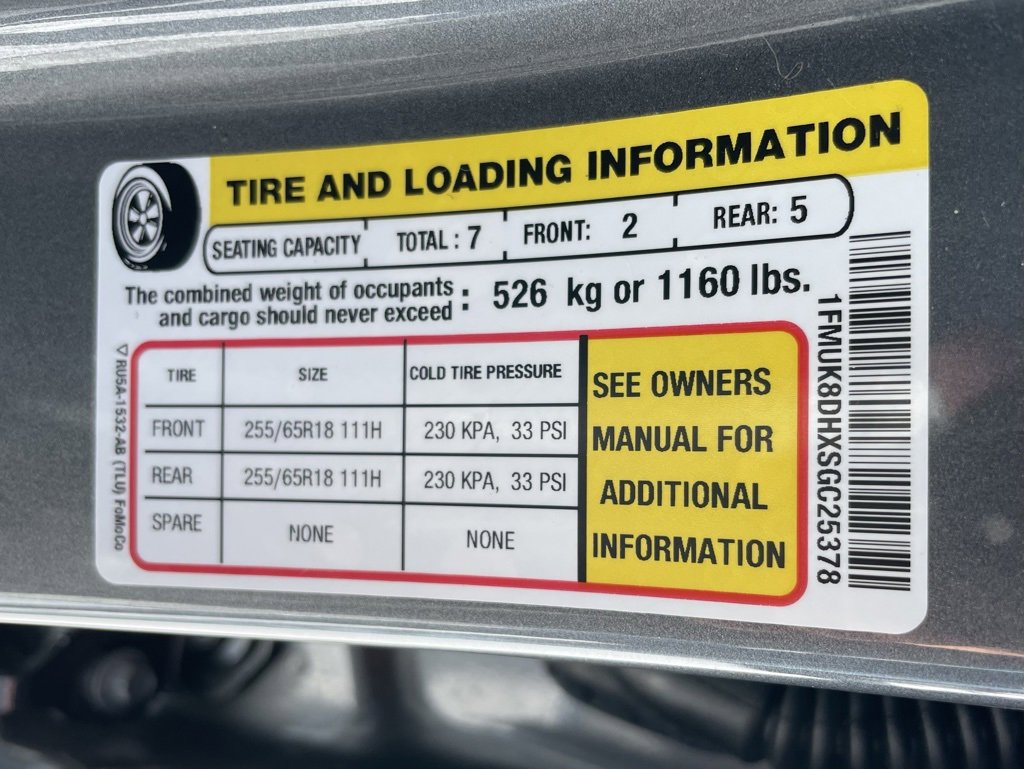 TIRE AND LOADING INFORMATION
SEATING CAPACITY TOTAL : 7 FRONT: 2 REAR: 5
The combined weight of occupants
and cargo should never exceed : 526 kg or 1160 lbs.
TIRE SIZE COLD TIRE PRESSURE
FRONT 255/65R18 111H 230 KPA, 33 PSI
REAR 255/65R18 111H 230 KPA, 33 PSI
SPARE NONE NONE
SEE OWNERS
MANUAL FOR
ADDITIONAL
INFORMATION
1FMUK8DHXSGC25378
▽ RU5A-1532-AB (TLU) FoMoCo